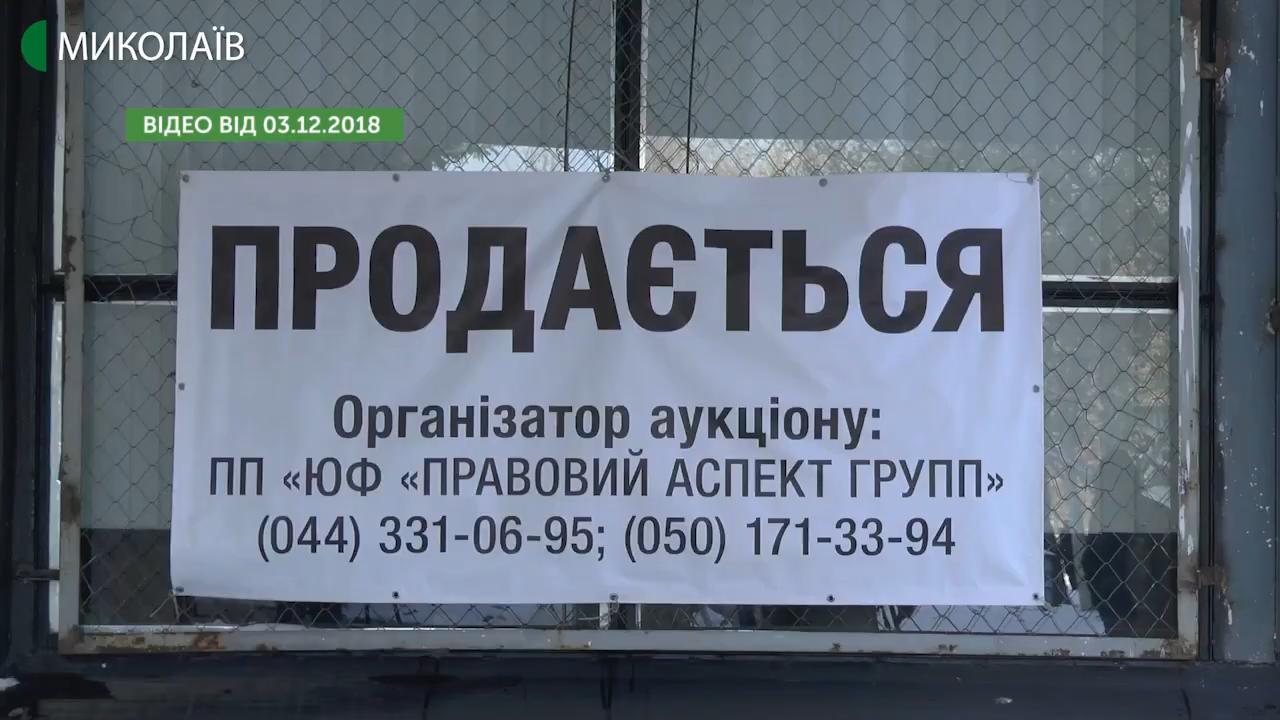 МИКОЛАЇВ
ВІДЕО ВІД 03.12.2018
ПРОДАЄТЬСЯ
Організатор аукціону:
ПП «ЮФ «ПРАВОВИЙ АСПЕКТ ГРУПП»
(044) 331-06-95; (050) 171-33-94